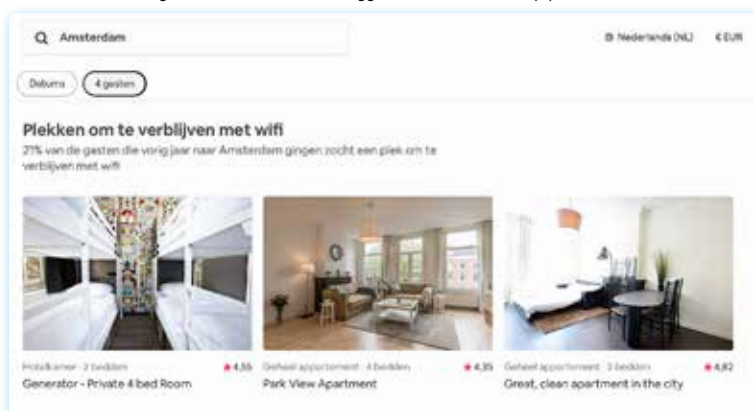 Amsterdam
Nederlands (NL) € EUR
Datums 4 gasten
Plekken om te verblijven met wifi
21% van de gasten die vorig jaar naar Amsterdam gingen zocht een plek om te
verblijven met wifi
Hotelkamer · 2 bedden ★ 4,55
Generator - Private 4 bed Room
Geheel appartement · 4 bedden ★ 4,35
Park View Apartment
Geheel appartement · 3 bedden ★ 4,82
Great, clean apartment in the city